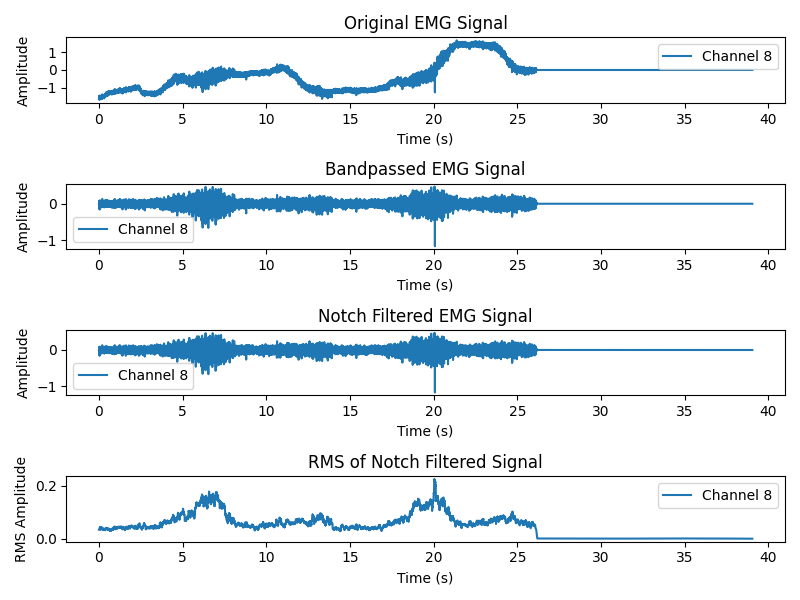 Original EMG Signal
Amplitude
1
0
−1
Channel 8
0 5 10 15 20 25 30 35 40
Time (s)
Bandpassed EMG Signal
Amplitude
0
−1
Channel 8
0 5 10 15 20 25 30 35 40
Time (s)
Notch Filtered EMG Signal
Amplitude
0
−1
Channel 8
0 5 10 15 20 25 30 35 40
Time (s)
RMS of Notch Filtered Signal
RMS Amplitude
0.2
0.0
Channel 8
0 5 10 15 20 25 30 35 40
Time (s)